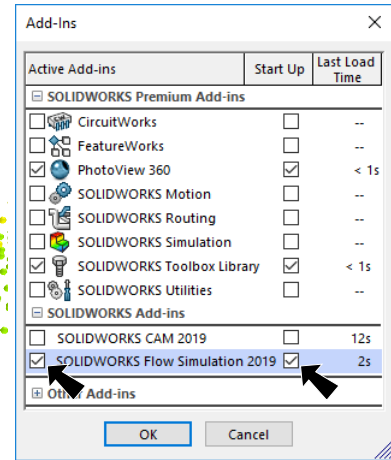 Add-Ins
Active Add-ins Start Up Last Load Time
SOLIDWORKS Premium Add-ins
CircuitWorks --
FeatureWorks --
PhotoView 360 < 1s
SOLIDWORKS Motion --
SOLIDWORKS Routing --
SOLIDWORKS Simulation --
SOLIDWORKS Toolbox Library < 1s
SOLIDWORKS Utilities --
SOLIDWORKS Add-ins
SOLIDWORKS CAM 2019 12s
SOLIDWORKS Flow Simulation 2019 2s
Other Add-ins
OK Cancel